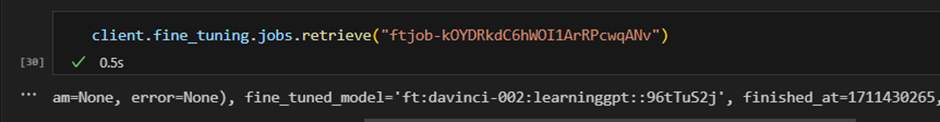 client.fine_tuning.jobs.retrieve("ftjob-kOYDRkdC6hWOI1ArRPcwqANv")
[30] ✓ 0.5s
... am=None, error=None), fine_tuned_model='ft:davinci-002:learninggpt::96tTuS2j', finished_at=1711430265,